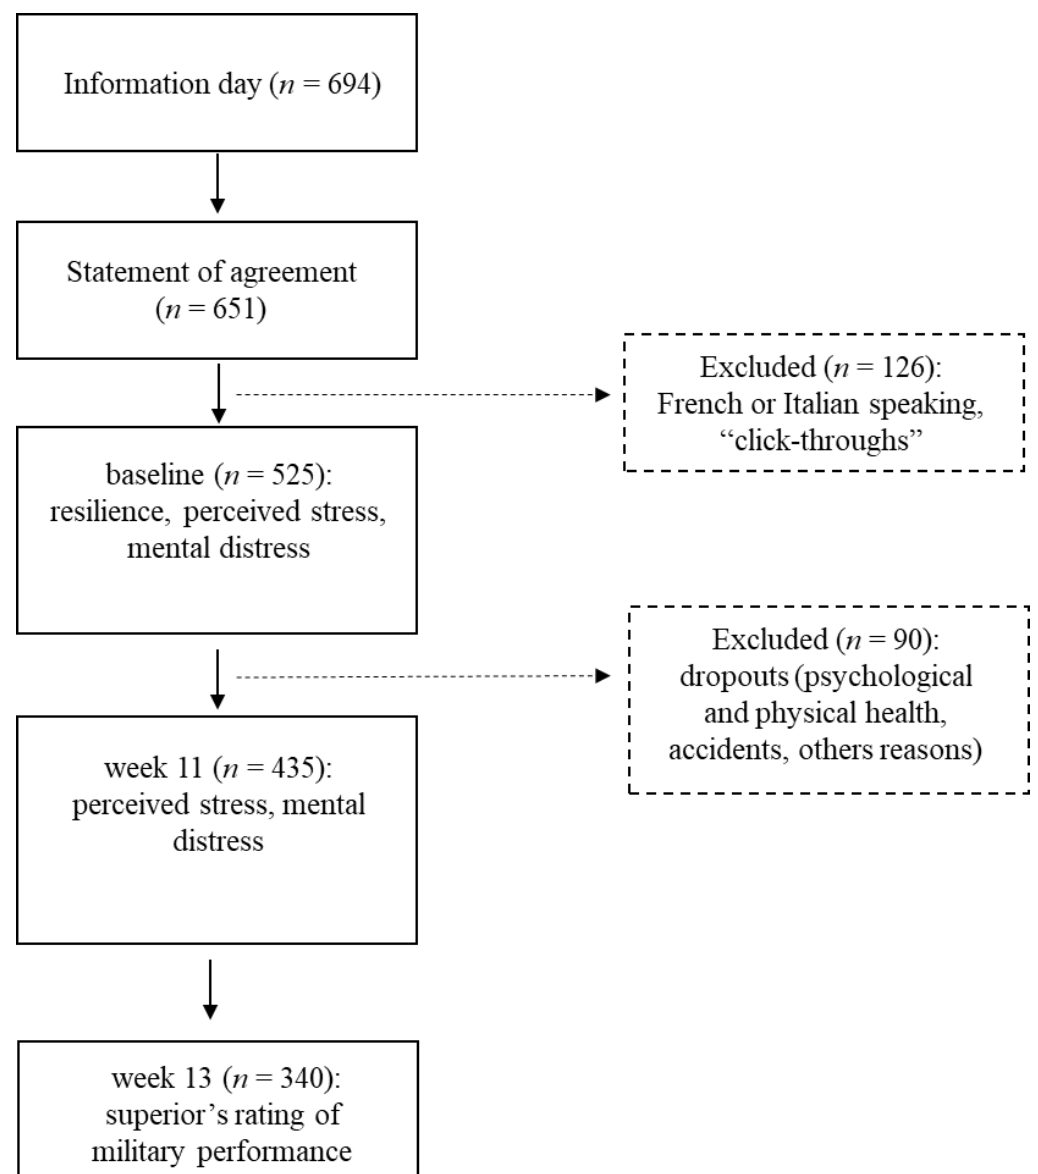 Information day (n = 694)
Statement of agreement
(n = 651)
Excluded (n = 126):
French or Italian speaking,
“click-throughs”
baseline (n = 525):
resilience, perceived stress,
mental distress
Excluded (n = 90):
dropouts (psychological
and physical health,
accidents, others reasons)
week 11 (n = 435):
perceived stress, mental
distress
week 13 (n = 340):
superior’s rating of
military performance